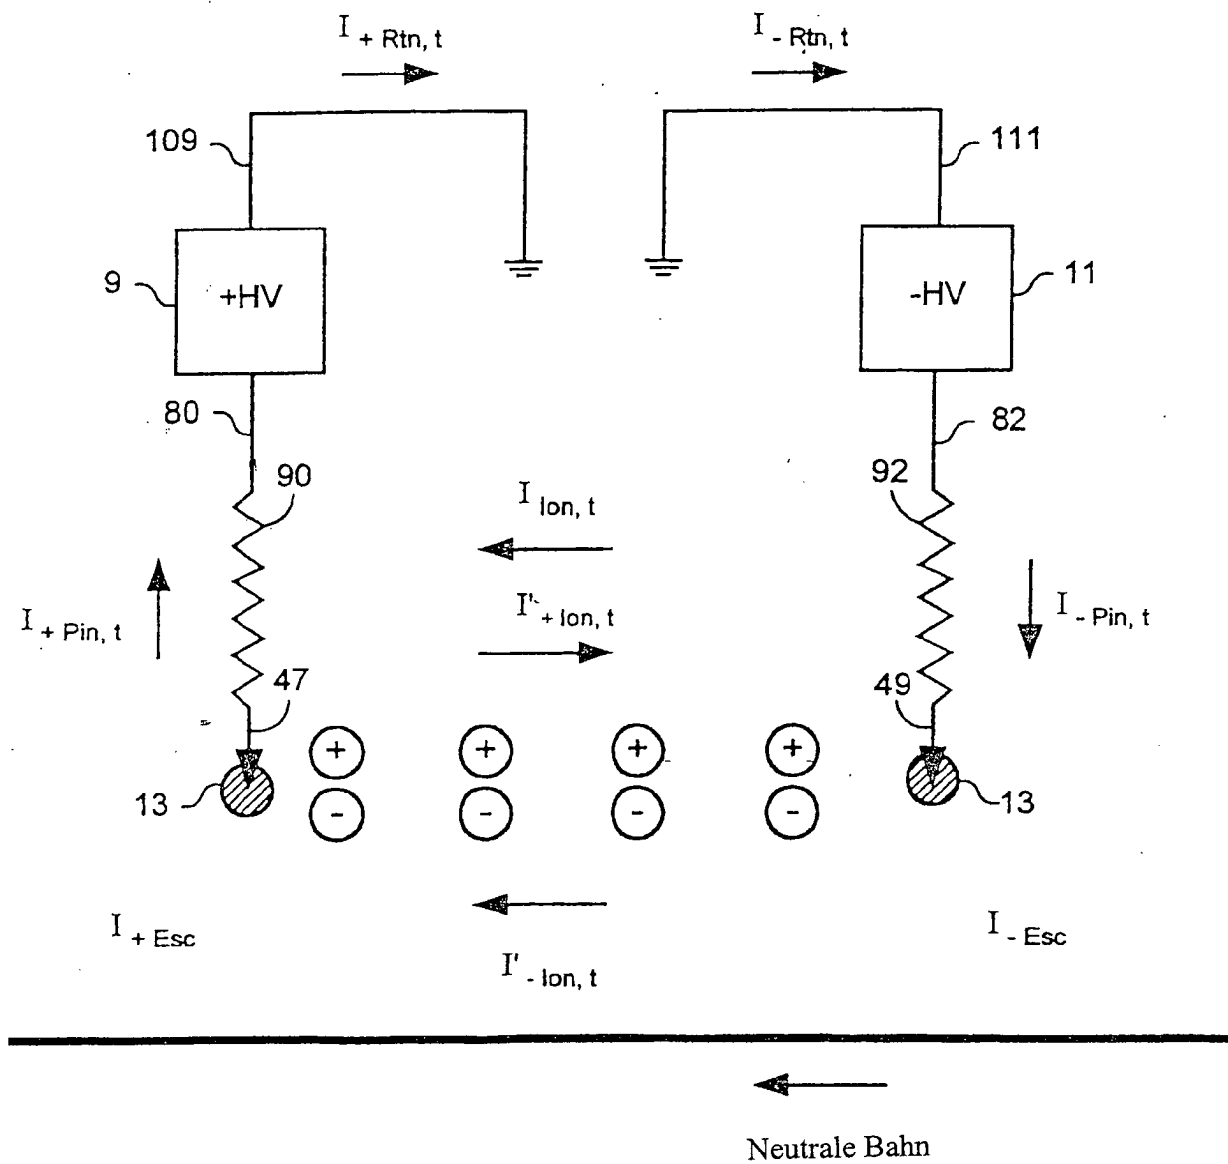 I + Rtn, t
I - Rtn, t
109
111
9
+HV
-HV
11
80
82
90
92
I Ion, t
I + Pin, t
I' + Ion, t
I - Pin, t
47
49
+ + + +
13
13
- - - -
I + Esc
I - Esc
I' - Ion, t
Neutrale Bahn